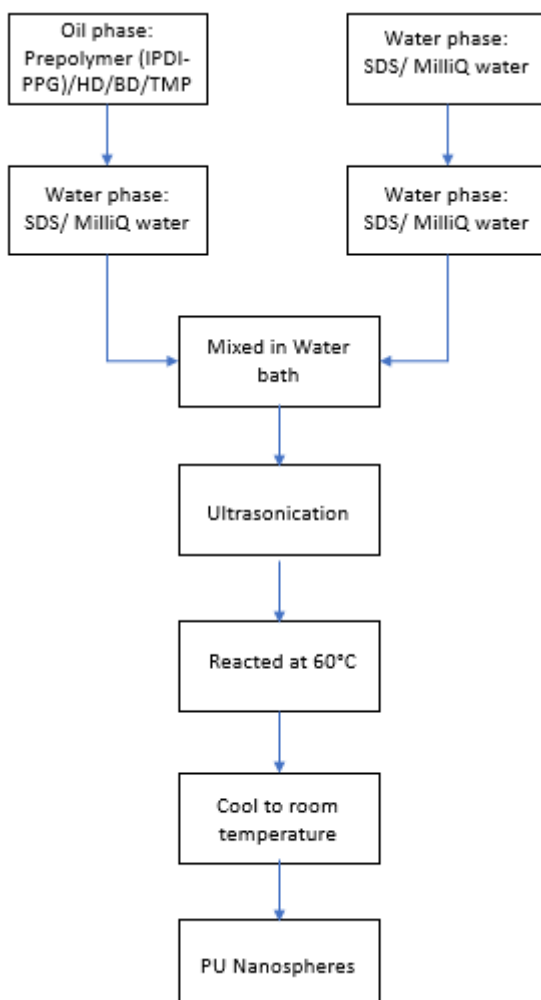 Oil phase:
Prepolymer (IPDI-
PPG)/HD/BD/TMP
Water phase:
SDS/ MilliQ water
Water phase:
SDS/ MilliQ water
Water phase:
SDS/ MilliQ water
Mixed in Water
bath
Ultrasonication
Reacted at 60°C
Cool to room
temperature
PU Nanospheres